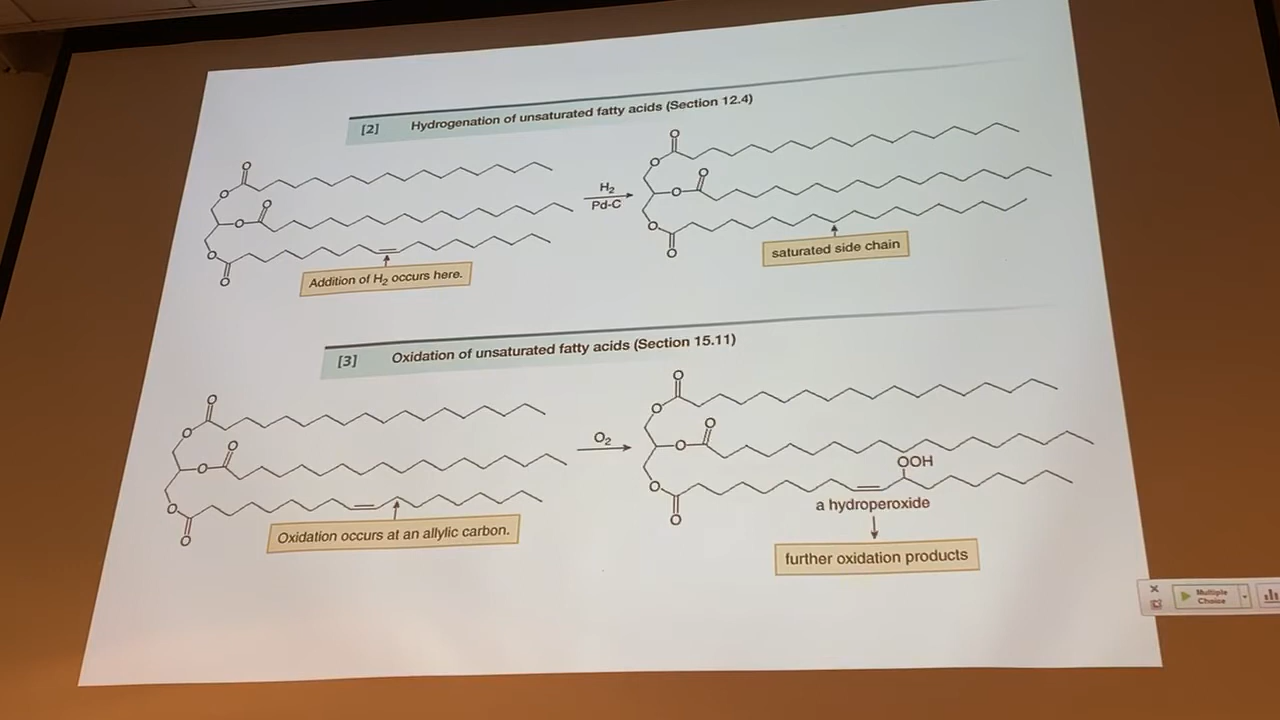 [2] Hydrogenation of unsaturated fatty acids (Section 12.4)
O
O
O
O
O
O
Addition of H₂ occurs here.
H₂
Pd-C
O
O
O
O
O
O
saturated side chain
[3] Oxidation of unsaturated fatty acids (Section 15.11)
O
O
O
O
O
O
Oxidation occurs at an allylic carbon.
O₂
O
O
O
O
O
O
OOH
a hydroperoxide
further oxidation products
Multiple
Choice